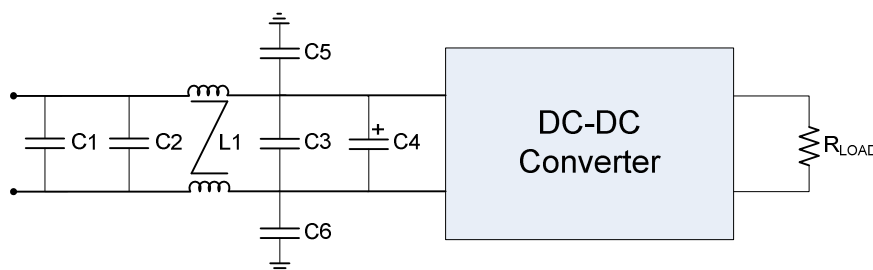 C5
C1
C2
L1
C3
+
C4
DC-DC
Converter
RLOAD
C6